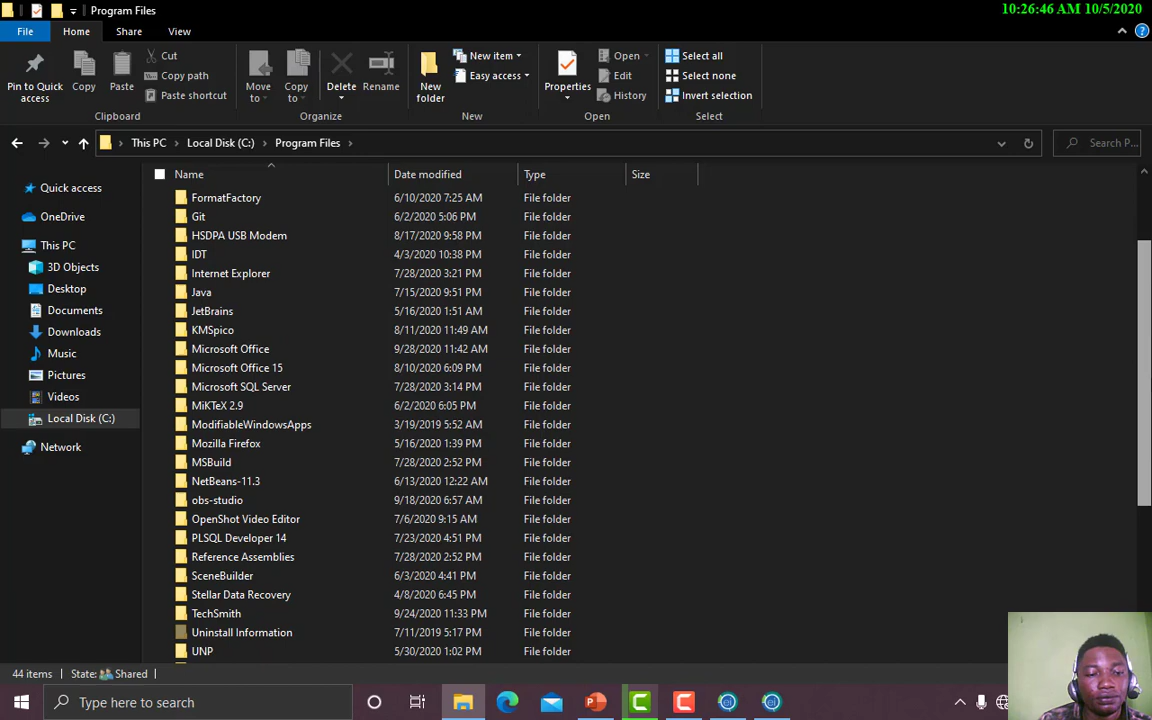 Program Files
10:26:46 AM 10/5/2020
File Home Share View
Pin to Quick access
Copy
Paste
Cut
Copy path
Paste shortcut
Clipboard
Move to
Copy to
Delete
Rename
Organize
New folder
New item
Easy access
New
Properties
Open
Edit
History
Open
Select all
Select none
Invert selection
Select
This PC > Local Disk (C:) > Program Files >
Search P...
Quick access
OneDrive
This PC
3D Objects
Desktop
Documents
Downloads
Music
Pictures
Videos
Local Disk (C:)
Network
Name Date modified Type Size
FormatFactory 6/10/2020 7:25 AM File folder
Git 6/2/2020 5:06 PM File folder
HSDPA USB Modem 8/17/2020 9:58 PM File folder
IDT 4/3/2020 10:38 PM File folder
Internet Explorer 7/28/2020 3:21 PM File folder
Java 7/15/2020 9:51 PM File folder
JetBrains 5/16/2020 1:51 AM File folder
KMSpico 8/11/2020 11:49 AM File folder
Microsoft Office 9/28/2020 11:42 AM File folder
Microsoft Office 15 8/10/2020 6:09 PM File folder
Microsoft SQL Server 7/28/2020 3:14 PM File folder
MiKTeX 2.9 6/2/2020 6:05 PM File folder
ModifiableWindowsApps 3/19/2019 5:52 AM File folder
Mozilla Firefox 5/16/2020 1:39 PM File folder
MSBuild 7/28/2020 2:52 PM File folder
NetBeans-11.3 6/13/2020 12:22 AM File folder
obs-studio 9/18/2020 6:57 AM File folder
OpenShot Video Editor 7/6/2020 9:15 AM File folder
PLSQL Developer 14 7/23/2020 4:51 PM File folder
Reference Assemblies 7/28/2020 2:52 PM File folder
SceneBuilder 6/3/2020 4:41 PM File folder
Stellar Data Recovery 4/8/2020 6:45 PM File folder
TechSmith 9/24/2020 11:33 PM File folder
Uninstall Information 7/11/2019 5:17 PM File folder
UNP 5/30/2020 1:02 PM File folder
44 items State: Shared
Type here to search